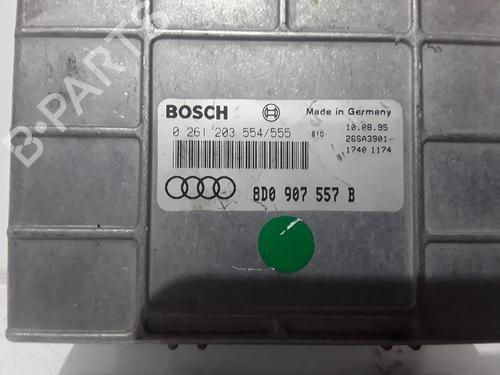 B-PARTS
BOSCH
Made in Germany
0 261 203 554/555
810
10.08.95
26SA3901-
1740 1174
8D0 907 557 B